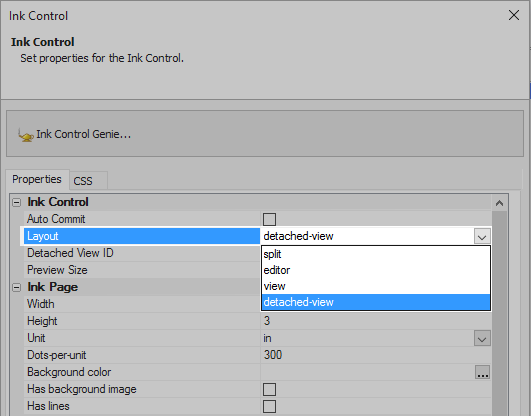 Ink Control
Ink Control
Set properties for the Ink Control.
Ink Control Genie...
Properties CSS
Ink Control
Auto Commit
Layout detached-view
Detached View ID split
Preview Size editor
view
Ink Page detached-view
Width
Height 3
Unit in
Dots-per-unit 300
Background color ...
Has background image
Has lines